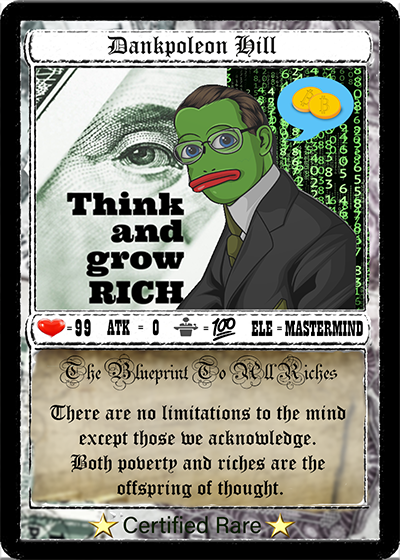 Dankpoleon Hill
Think
and
grow
RICH
= 99 ATK = 0 = 100 ELE = MASTERMIND
The Blueprint To All Riches
There are no limitations to the mind
except those we acknowledge.
Both poverty and riches are the
offspring of thought.
Certified Rare